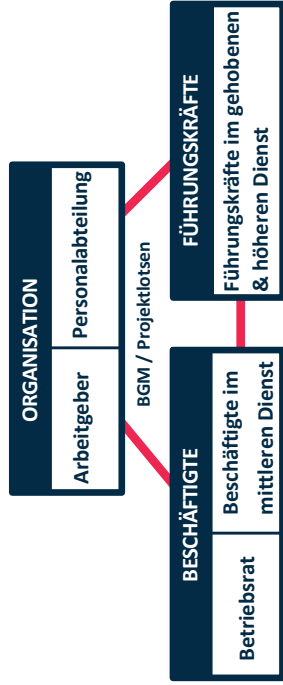 ORGANISATION
Arbeitgeber
Personalabteilung
BGM / Projektlotsen
BESCHÄFTIGTE
Betriebsrat
Beschäftigte im
mittleren Dienst
FÜHRUNGSKRÄFTE
Führungskräfte im gehobenen
& höheren Dienst